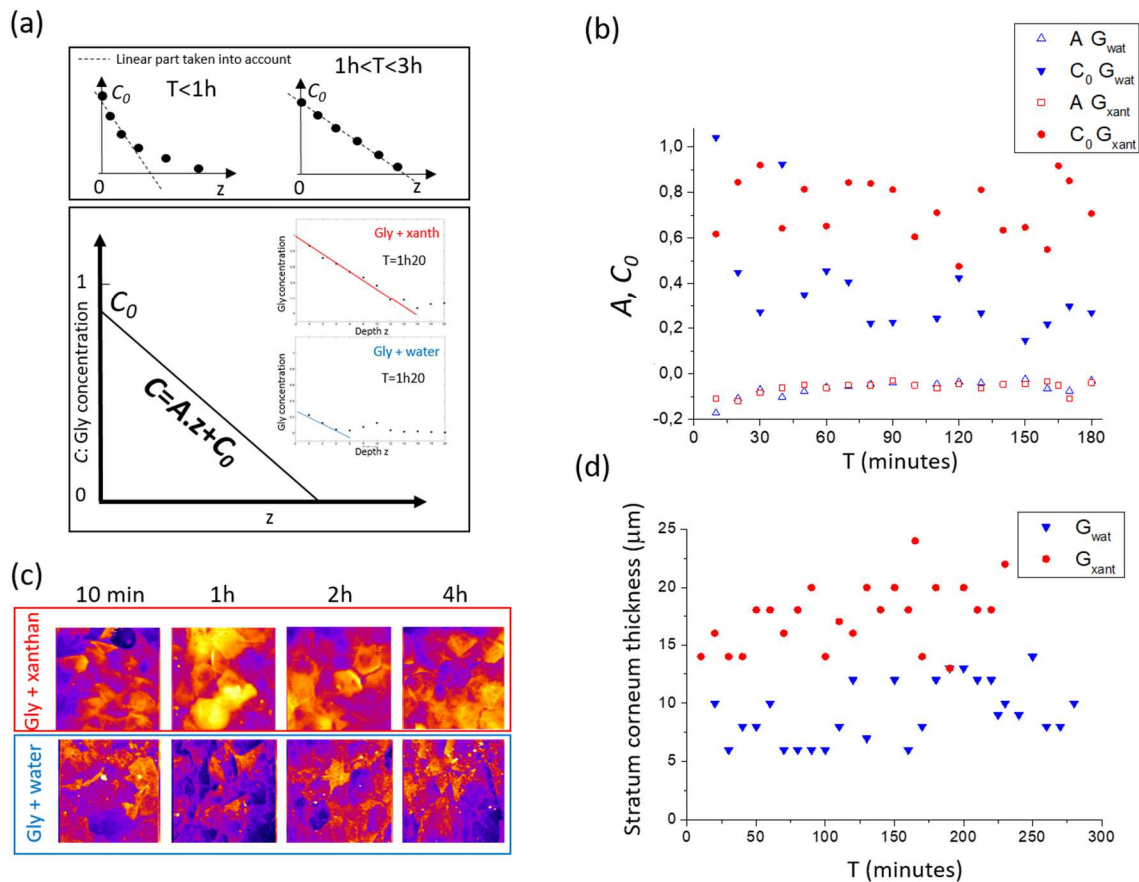 (a)
Linear part taken into account
C0
T<1h
0
z
C0
1h<T<3h
0
z
C: Gly concentration
1
C0
C=A.z+C0
0
z
Gly + xanth
T=1h20
Gly concentration
Depth z
Gly + water
T=1h20
Gly concentration
Depth z
(b)
A Gwat
C0 Gwat
A Gxant
C0 Gxant
A, C0
1,0
0,8
0,6
0,4
0,2
0,0
-0,2
0 30 60 90 120 150 180
T (minutes)
(c)
10 min 1h 2h 4h
Gly + xanthan
Gly + water
(d)
Gwat
Gxant
Stratum corneum thickness (μm)
25
20
15
10
5
0
0 50 100 150 200 250 300
T (minutes)